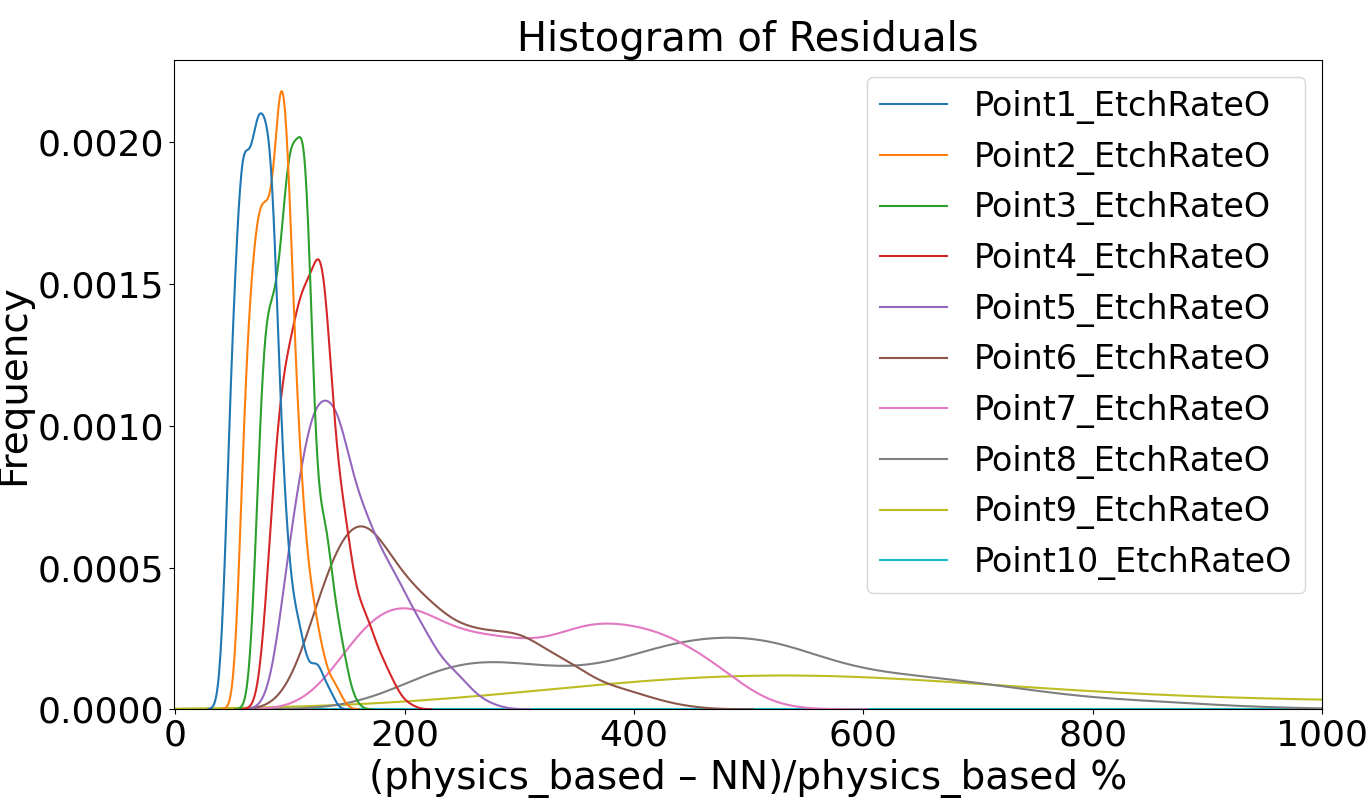 Histogram of Residuals
Frequency
0.0020
0.0015
0.0010
0.0005
0.0000
0
200
400
600
800
1000
(physics_based – NN)/physics_based %
Point1_EtchRateO
Point2_EtchRateO
Point3_EtchRateO
Point4_EtchRateO
Point5_EtchRateO
Point6_EtchRateO
Point7_EtchRateO
Point8_EtchRateO
Point9_EtchRateO
Point10_EtchRateO